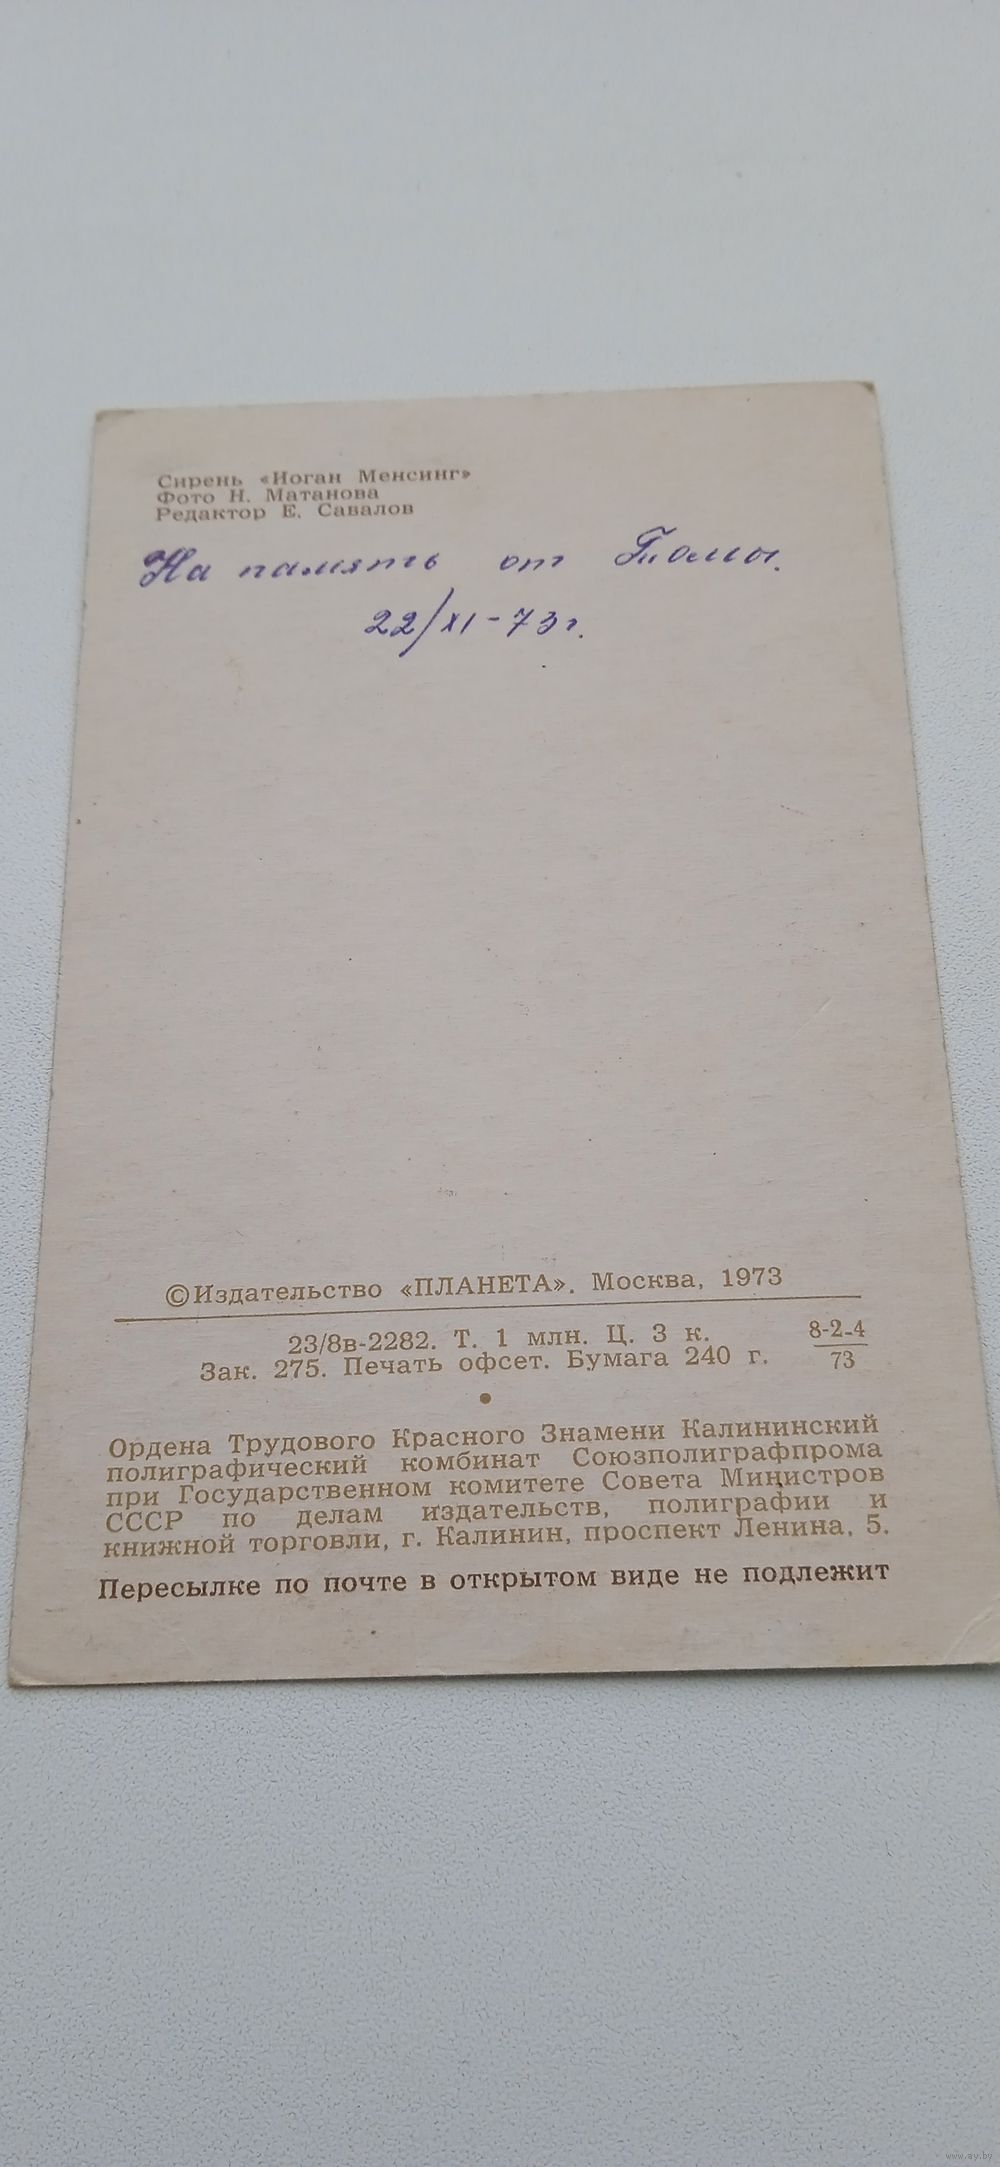 Сирень «Иоган Менсинг»
Фото Н. Матанова
Редактор Е. Савалов
На память от Томы.
22/XI-73г.
©Издательство «ПЛАНЕТА». Москва, 1973
23/8в-2282. Т. 1 млн. Ц. 3 к.
8-2-4
73
Зак. 275. Печать офсет. Бумага 240 г.
Ордена Трудового Красного Знамени Калининский
полиграфический комбинат Союзполиграфпрома
при Государственном комитете Совета Министров
СССР по делам издательств, полиграфии и
книжной торговли, г. Калинин, проспект Ленина, 5.
Пересылке по почте в открытом виде не подлежит
www.ay.by